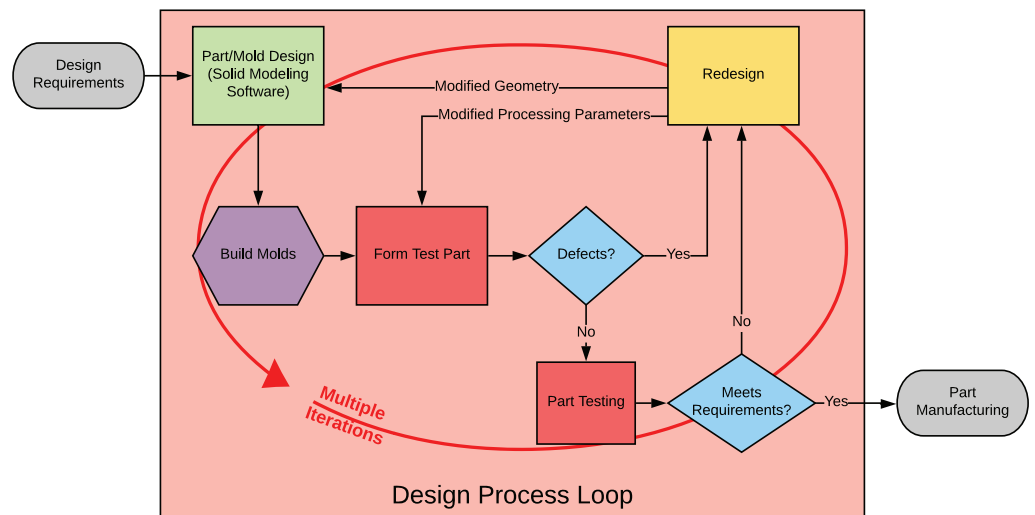 Design
Requirements
Part/Mold Design
(Solid Modeling
Software)
Redesign
Modified Geometry
Modified Processing Parameters
Build Molds
Form Test Part
Defects?
Yes
No
No
Part Testing
Meets
Requirements?
Yes
Part
Manufacturing
Multiple
Iterations
Design Process Loop